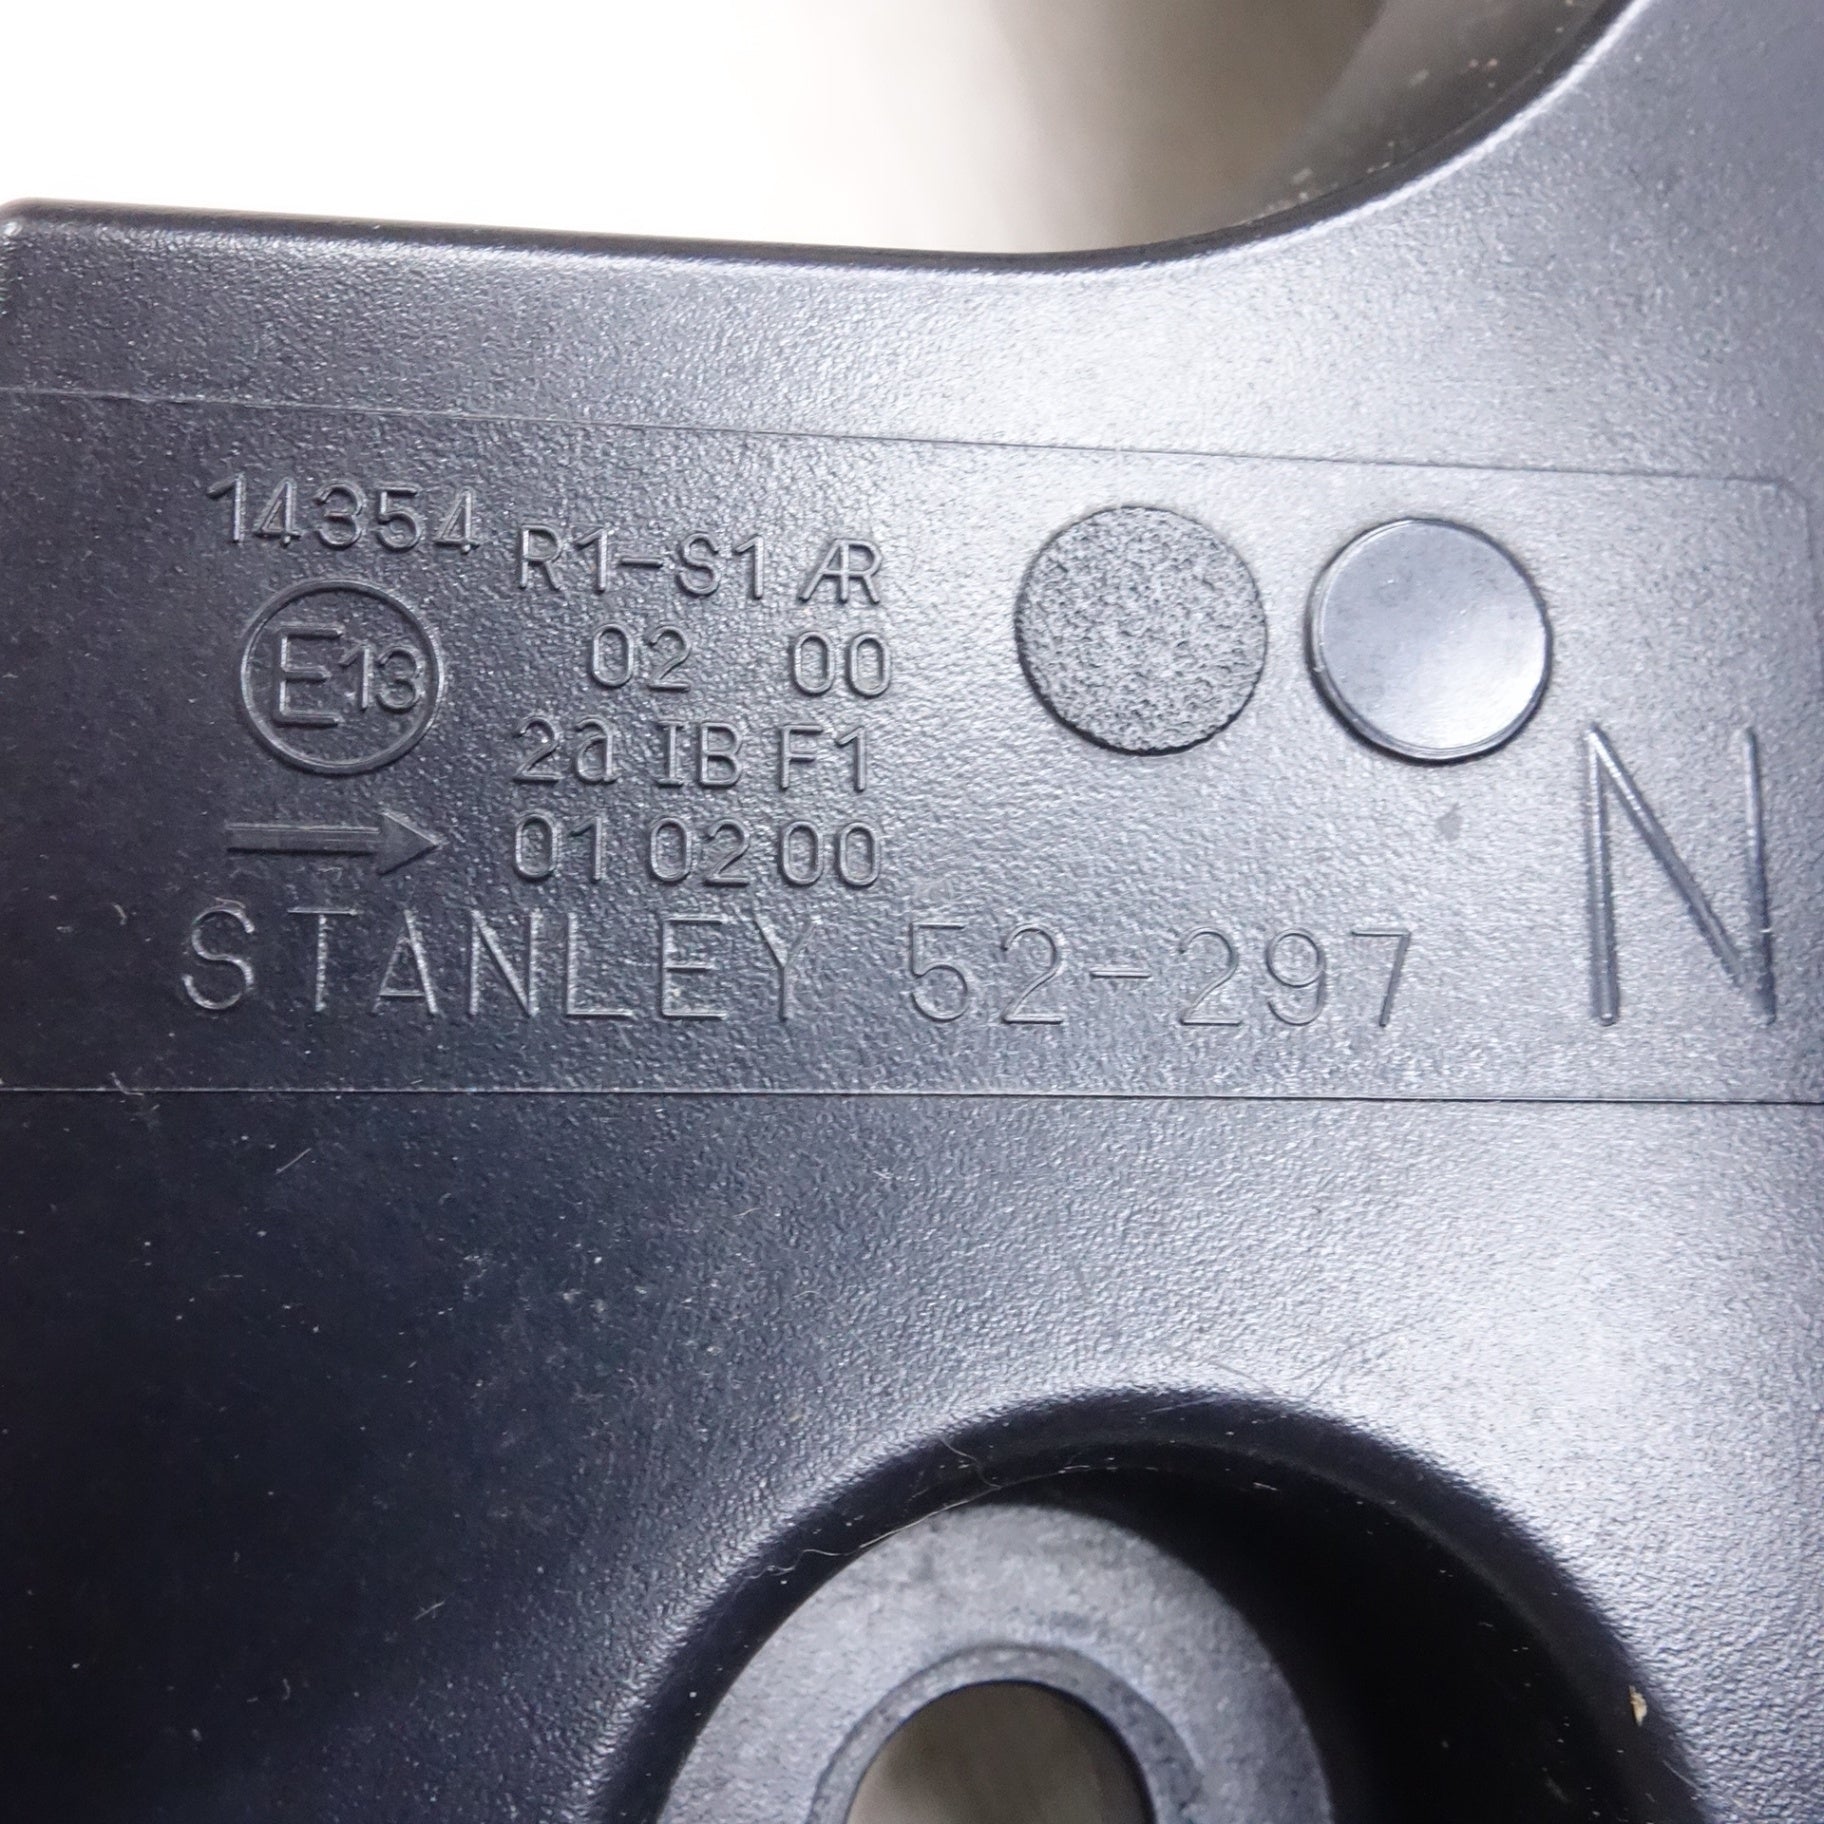 14354 R1-S1 AR
E13 02 00
2a IB F1
→ 01 02 00
STANLEY 52-297 N